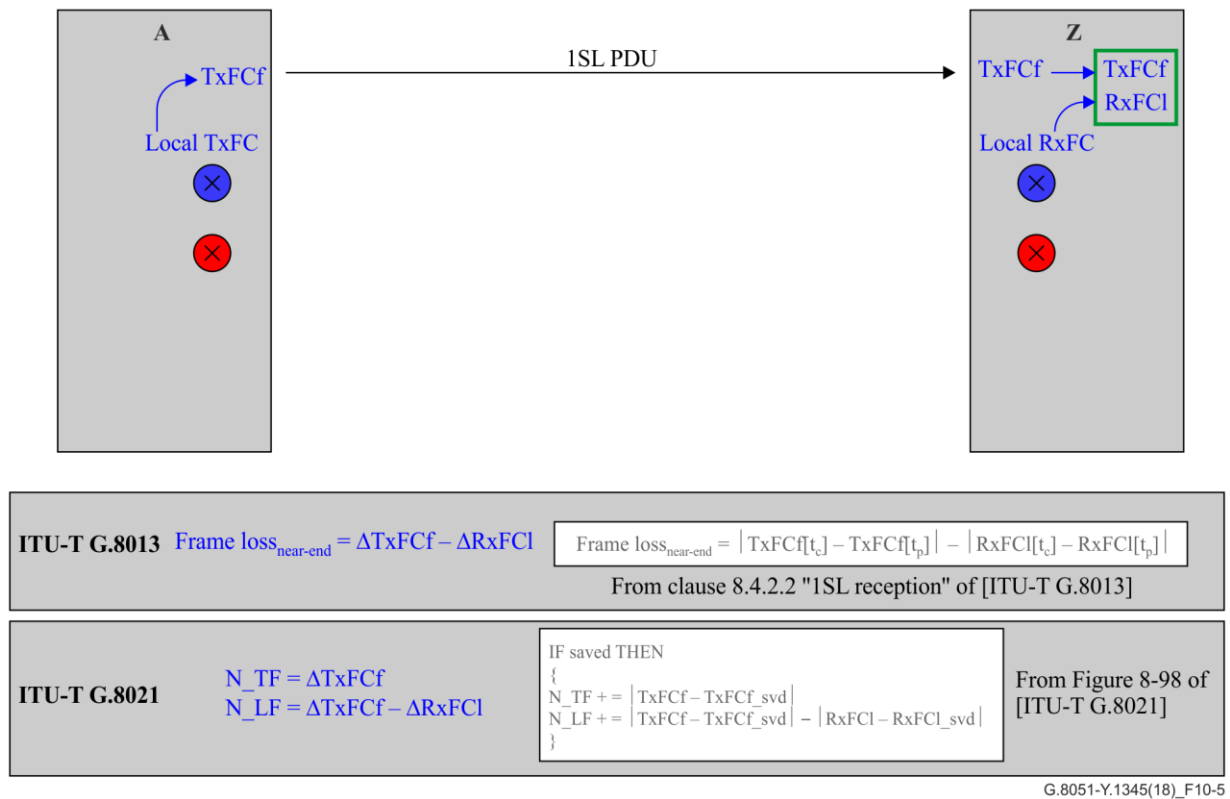 A
Z
1SL PDU
TxFCf
TxFCf
TxFCf
RxFCl
Local TxFC
Local RxFC
ITU-T G.8013
Frame loss_near-end = ΔTxFCf – ΔRxFCl
Frame loss_near-end = |TxFCf[t_c] – TxFCf[t_p]| – |RxFCl[t_c] – RxFCl[t_p]|
From clause 8.4.2.2 "1SL reception" of [ITU-T G.8013]
ITU-T G.8021
N_TF = ΔTxFCf
N_LF = ΔTxFCf – ΔRxFCl
IF saved THEN
{
N_TF + = |TxFCf – TxFCf_svd|
N_LF + = |TxFCf – TxFCf_svd| – |RxFCl – RxFCl_svd|
}
From Figure 8-98 of
[ITU-T G.8021]
G.8051-Y.1345(18)_F10-5